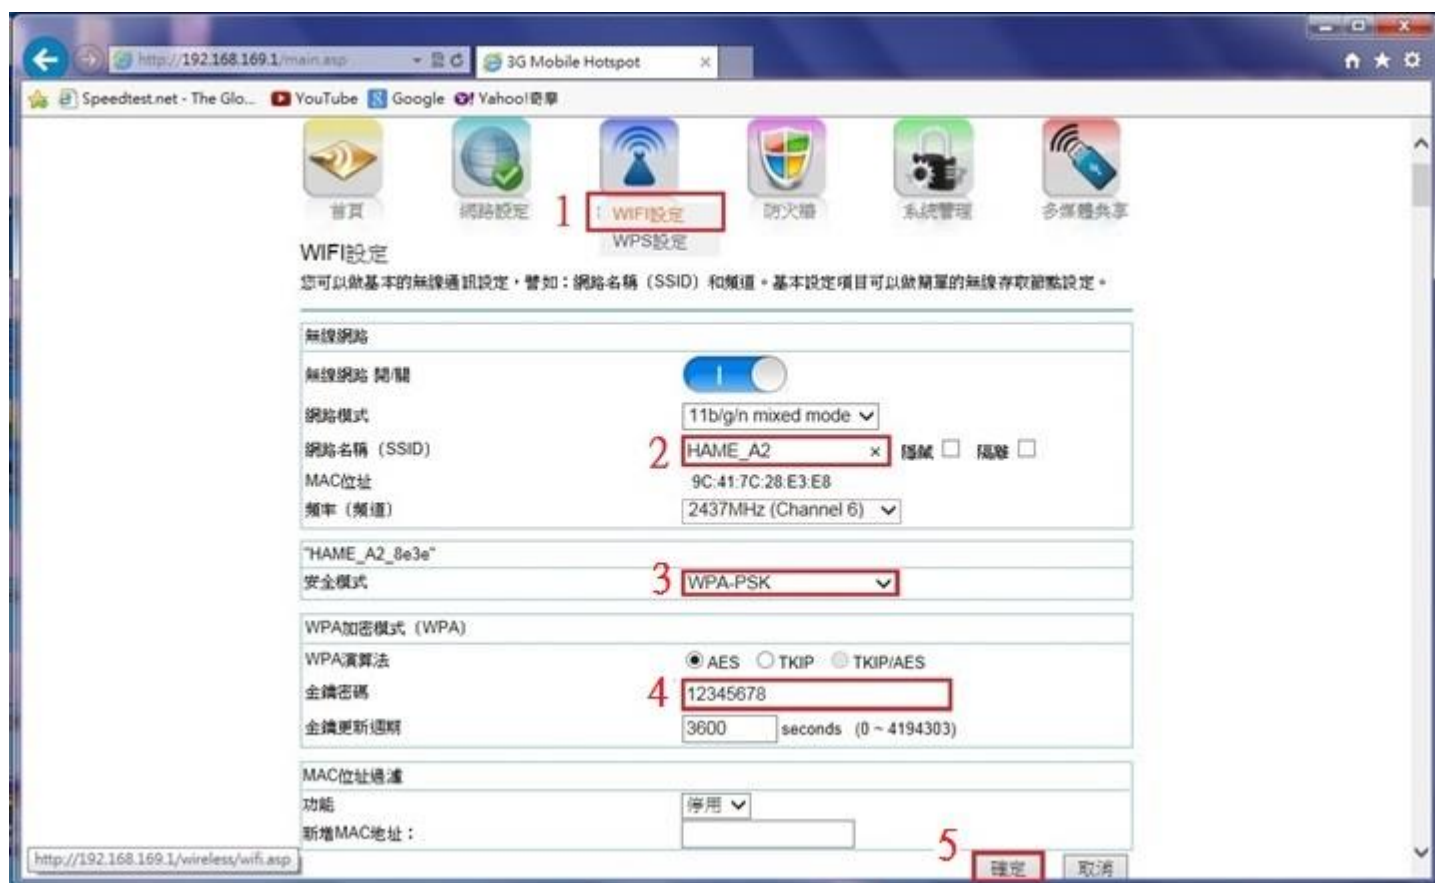 http://192.168.169.1/main.asp
3G Mobile Hotspot
Speedtest.net - The Glo...
YouTube
Google
Yahoo!奇摩
首頁
網路設定
1
WIFI設定
防火牆
系統管理
多媒體共享
WPS設定
WIFI設定
您可以做基本的無線通訊設定，譬如：網路名稱（SSID）和頻道。基本設定項目可以做簡單的無線存取節點設定。
無線網路
無線網路 開/關
網路模式 11b/g/n mixed mode
網路名稱（SSID） 2 HAME_A2 × 隱藏 隔離
MAC位址 9C:41:7C:28:E3:E8
頻率（頻道） 2437MHz (Channel 6)
"HAME_A2_8e3e"
安全模式 3 WPA-PSK
WPA加密模式（WPA）
WPA演算法 AES TKIP TKIP/AES
金鑰密碼 4 12345678
金鑰更新週期 3600 seconds (0 ~ 4194303)
MAC位址過濾
功能 停用
新增MAC地址：
http://192.168.169.1/wireless/wifi.asp
5 確定 取消